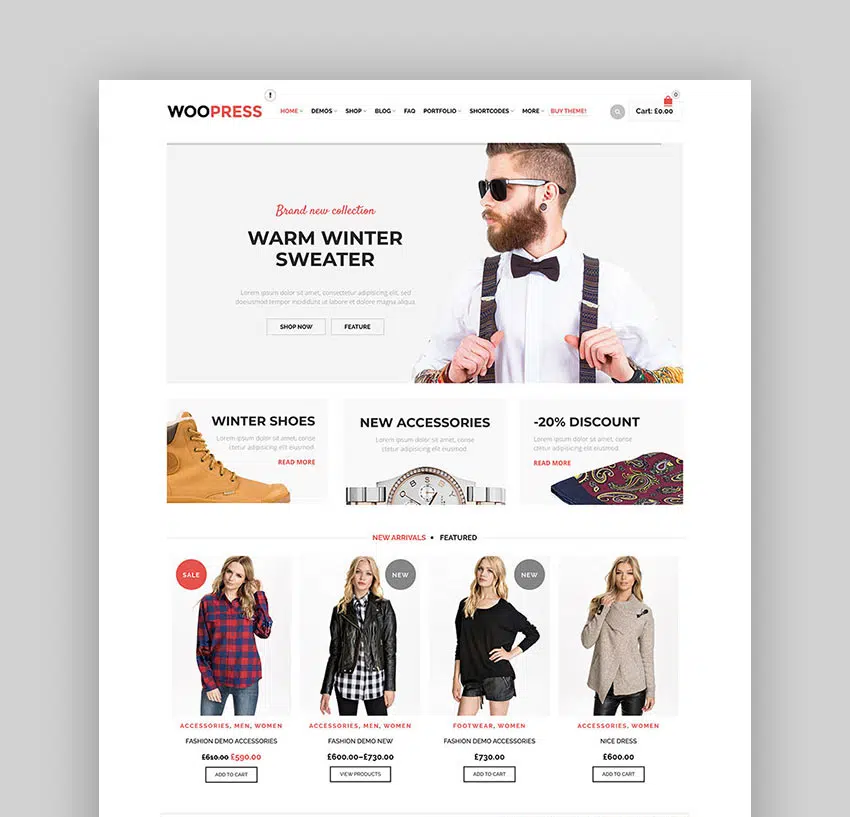 WOOPRESS
HOME DEMOS SHOP BLOG FAQ PORTFOLIO SHORTCODES MORE BUY THEME!
0
Cart: £0.00
Brand new collection
WARM WINTER
SWEATER
Lorem ipsum dolor sit amet, consectetur adipisicing elit, sed
doeiusmod tempor incididunt ut labore et dolore magna aliqua.
SHOP NOW FEATURE
WINTER SHOES
Lorem ipsum dolor sit amet, conse
ctetur adipisicing elit eiusmod.
READ MORE
NEW ACCESSORIES
Lorem ipsum dolor sit amet, conse
ctetur adipisicing elit eiusmod.
-20% DISCOUNT
Lorem ipsum dolor sit amet, conse
ctetur adipisicing elit eiusmod.
READ MORE
NEW ARRIVALS • FEATURED
SALE
NEW
NEW
ACCESSORIES, MEN, WOMEN
FASHION DEMO ACCESSORIES
£610.00 £590.00
ADD TO CART
ACCESSORIES, MEN, WOMEN
FASHION DEMO NEW
£600.00–£730.00
VIEW PRODUCTS
FOOTWEAR, WOMEN
FASHION DEMO ACCESSORIES
£730.00
ADD TO CART
ACCESSORIES, WOMEN
NICE DRESS
£600.00
ADD TO CART